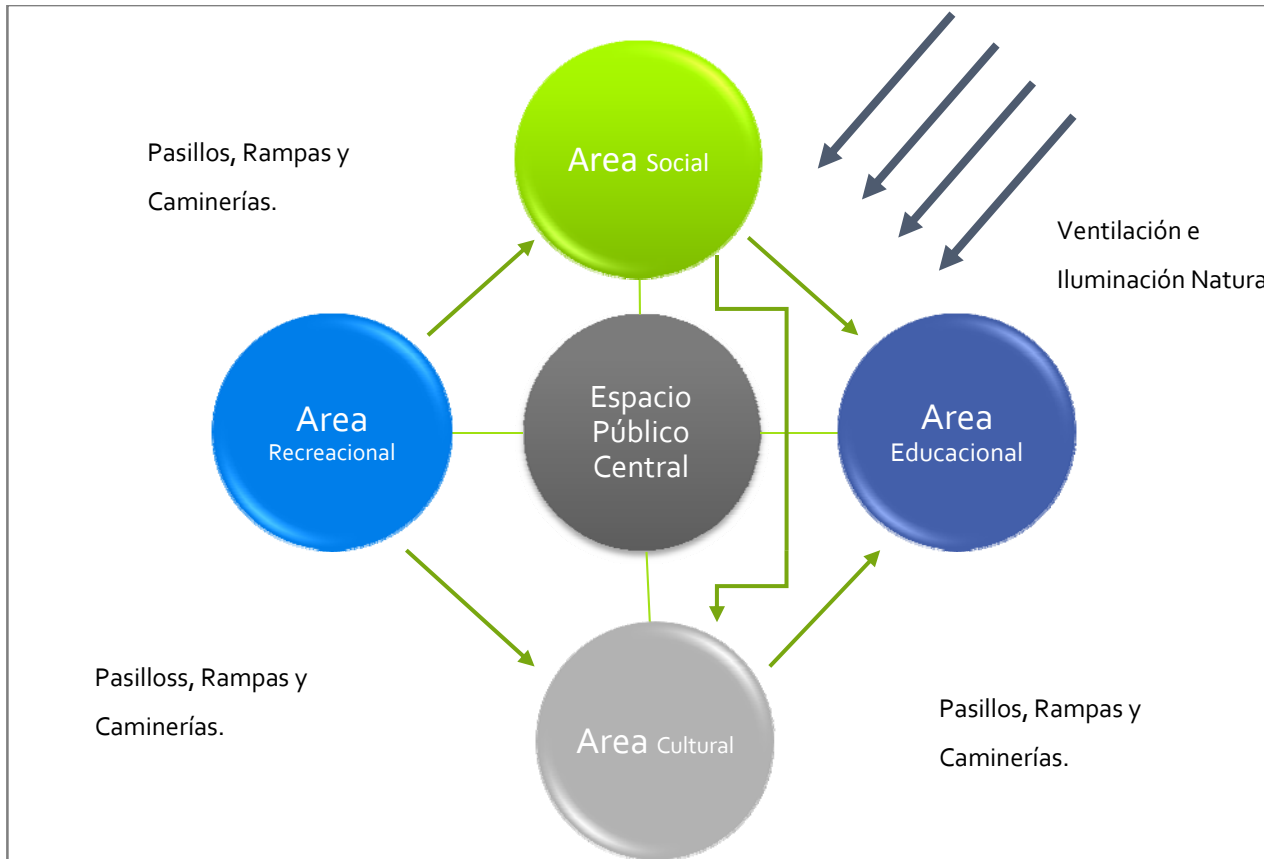 Pasillos, Rampas y
Caminerías.
Area Social
Ventilación e
Iluminación Natura
Area
Recreacional
Espacio
Público
Central
Area
Educacional
Pasilloss, Rampas y
Caminerías.
Area Cultural
Pasillos, Rampas y
Caminerías.